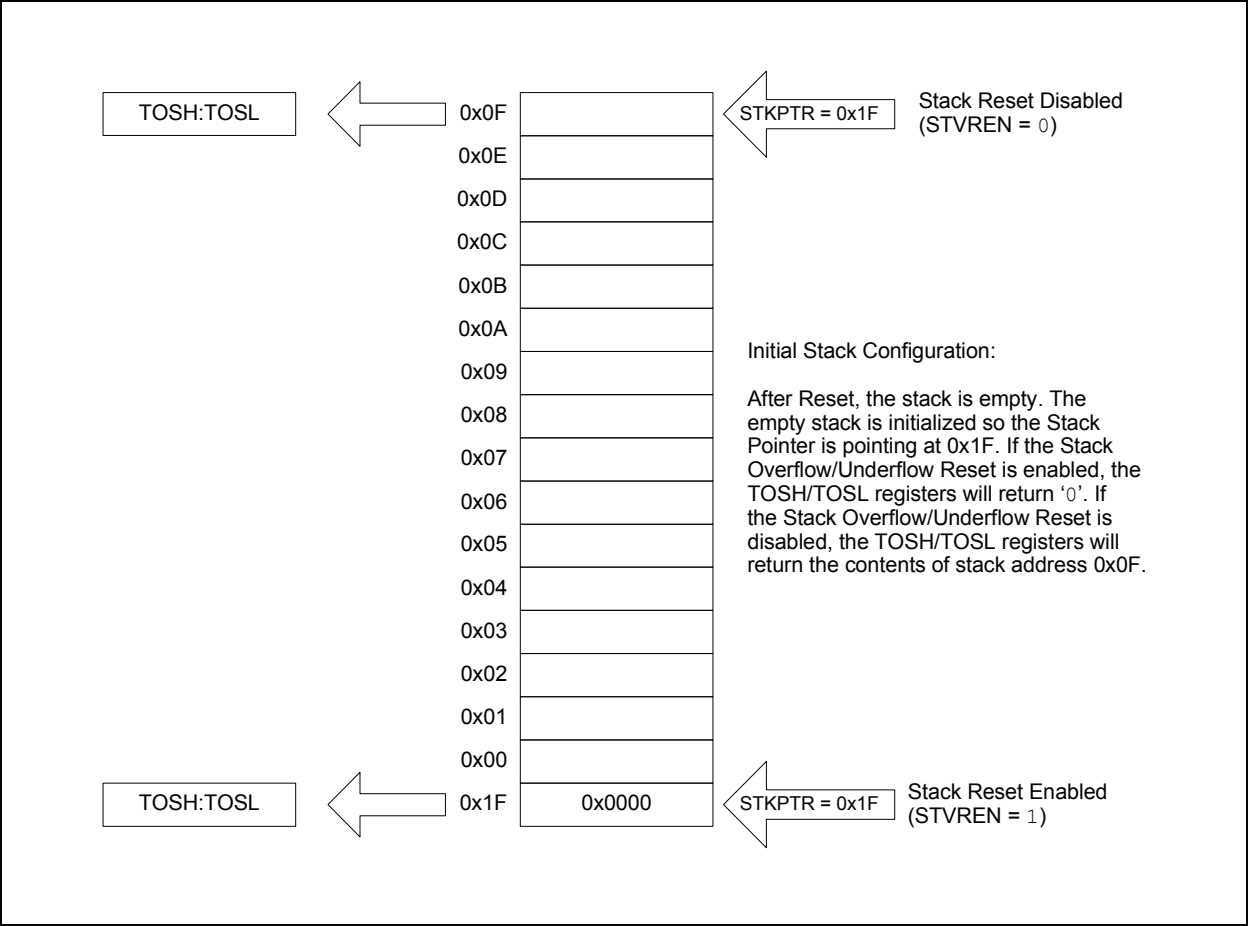 TOSH:TOSL
0x0F
STKPTR = 0x1F
Stack Reset Disabled
(STVREN = 0)
0x0E
0x0D
0x0C
0x0B
0x0A
0x09
0x08
0x07
0x06
0x05
0x04
0x03
0x02
0x01
0x00
Initial Stack Configuration:
After Reset, the stack is empty. The
empty stack is initialized so the Stack
Pointer is pointing at 0x1F. If the Stack
Overflow/Underflow Reset is enabled, the
TOSH/TOSL registers will return ‘0’. If
the Stack Overflow/Underflow Reset is
disabled, the TOSH/TOSL registers will
return the contents of stack address 0x0F.
TOSH:TOSL
0x1F
0x0000
STKPTR = 0x1F
Stack Reset Enabled
(STVREN = 1)